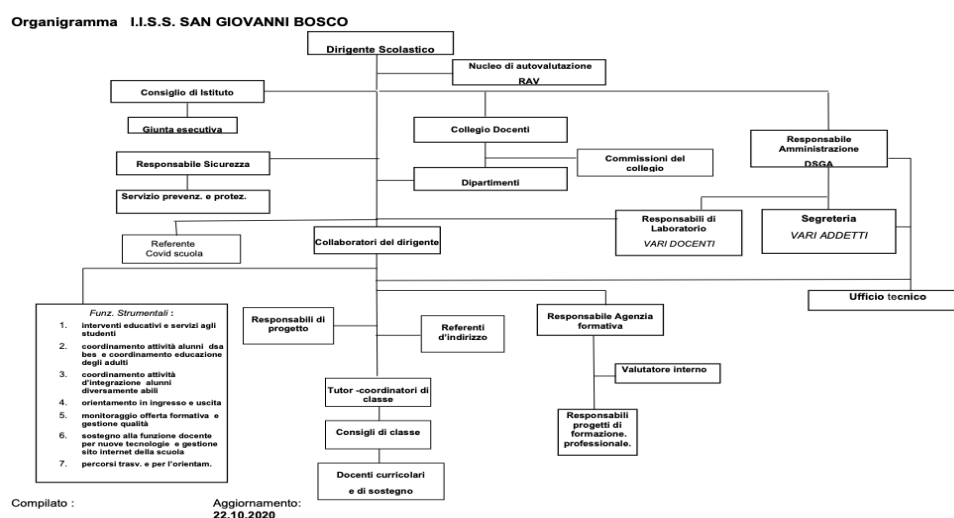 Organigramma I.I.S.S. SAN GIOVANNI BOSCO
Dirigente Scolastico
Nucleo di autovalutazione
RAV
Consiglio di Istituto
Giunta esecutiva
Collegio Docenti
Responsabile
Amministrazione
DSGA
Responsabile Sicurezza
Commissioni del
collegio
Dipartimenti
Servizio prevenz. e protez.
Referente
Covid scuola
Collaboratori del dirigente
Responsabili di
Laboratorio
VARI DOCENTI
Segreteria
VARI ADDETTI
Ufficio tecnico
Funz. Strumentali :
1. interventi educativi e servizi agli
studenti
2. coordinamento attività alunni dsa
bes e coordinamento educazione
degli adulti
3. coordinamento attività
d'integrazione alunni
diversamente abili
4. orientamento in ingresso e uscita
5. monitoraggio offerta formativa e
gestione qualità
6. sostegno alla funzione docente
per nuove tecnologie e gestione
sito internet della scuola
7. percorsi trasv. e per l'orientam.
Responsabili di
progetto
Referenti
d'indirizzo
Responsabile Agenzia
formativa
Valutatore interno
Tutor -coordinatori di
classe
Consigli di classe
Responsabili
progetti di
formazione.
professionale.
Docenti curricolari
e di sostegno
Compilato :
Aggiornamento:
22.10.2020